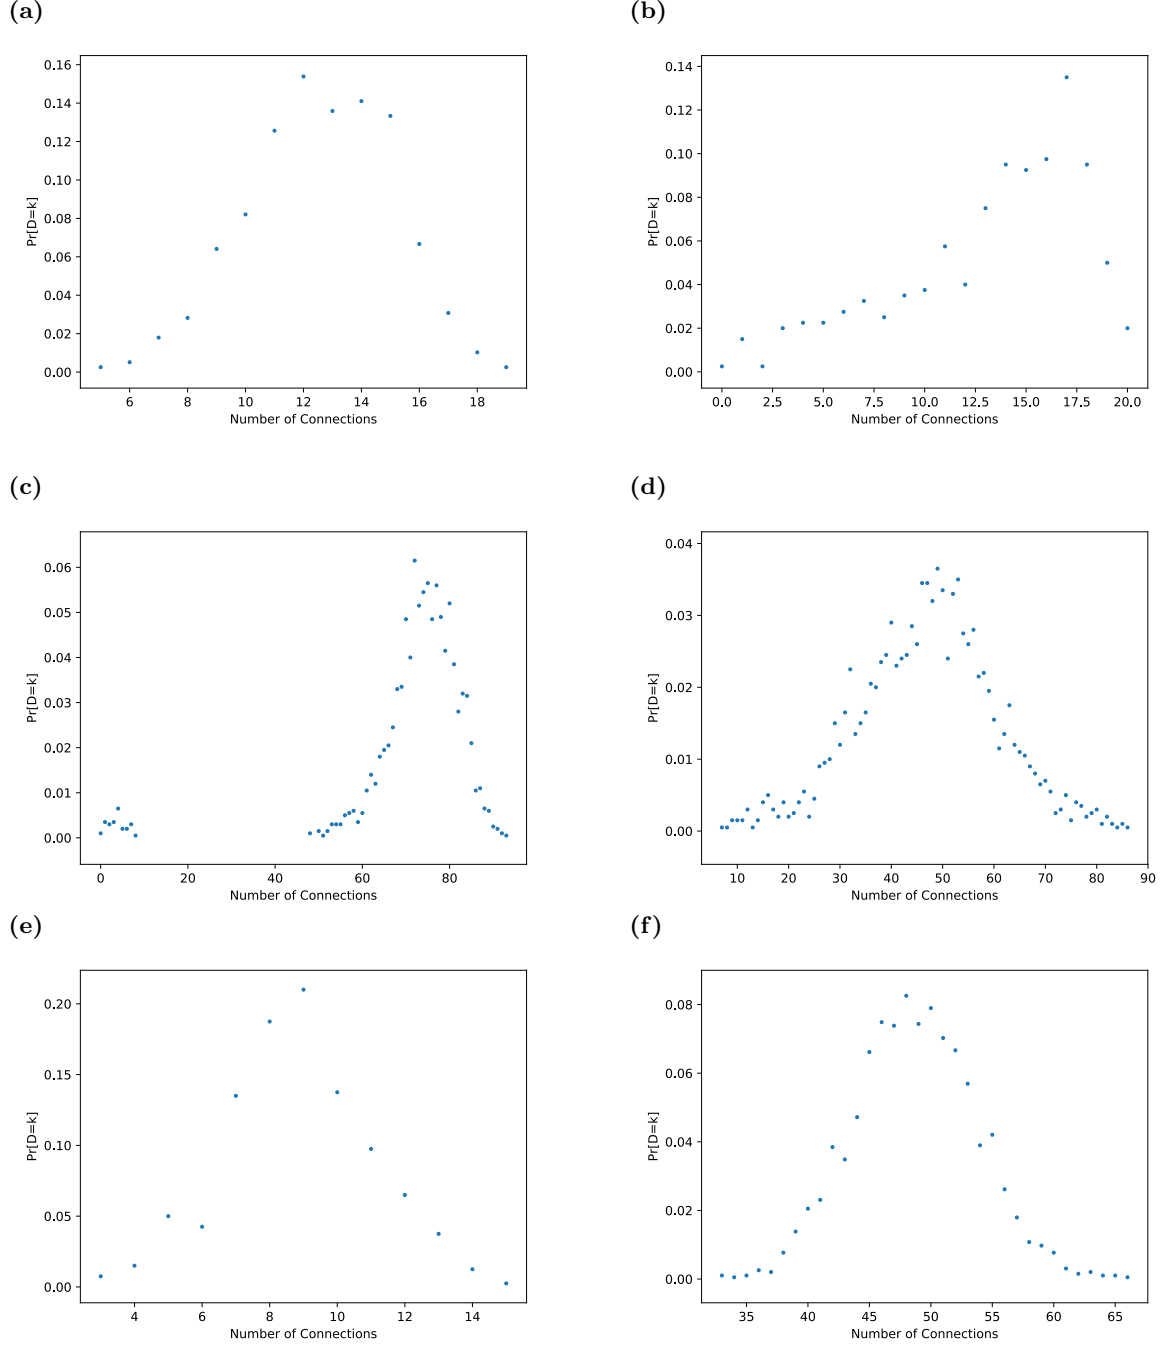 (a)
0.16
0.14
0.12
0.10
0.08
0.06
0.04
0.02
0.00
Pr[D=k]
6 8 10 12 14 16 18
Number of Connections
(b)
0.14
0.12
0.10
0.08
0.06
0.04
0.02
0.00
Pr[D=k]
0.0 2.5 5.0 7.5 10.0 12.5 15.0 17.5 20.0
Number of Connections
(c)
0.06
0.05
0.04
0.03
0.02
0.01
0.00
Pr[D=k]
0 20 40 60 80
Number of Connections
(d)
0.04
0.03
0.02
0.01
0.00
Pr[D=k]
10 20 30 40 50 60 70 80 90
Number of Connections
(e)
0.20
0.15
0.10
0.05
0.00
Pr[D=k]
4 6 8 10 12 14
Number of Connections
(f)
0.08
0.06
0.04
0.02
0.00
Pr[D=k]
35 40 45 50 55 60 65
Number of Connections